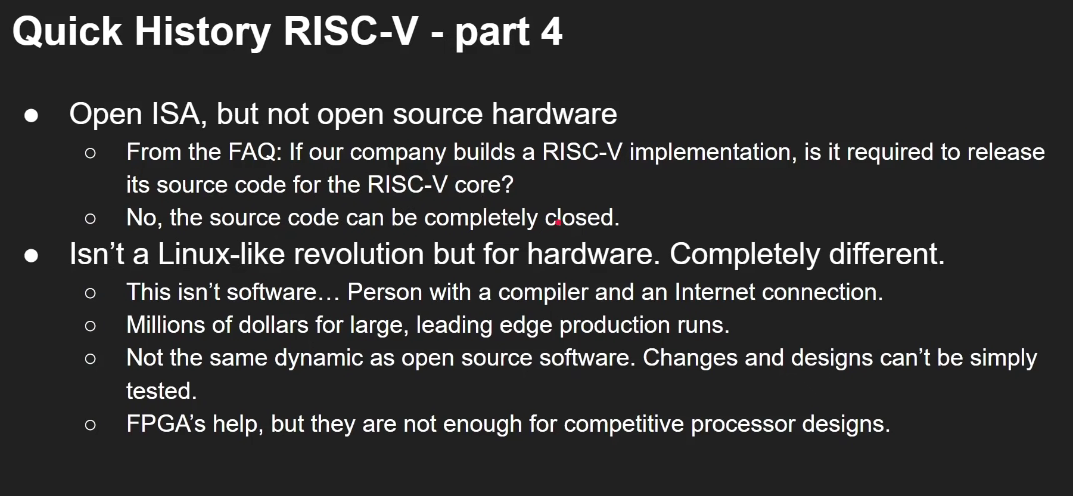 Quick History RISC-V - part 4
● Open ISA, but not open source hardware
○ From the FAQ: If our company builds a RISC-V implementation, is it required to release
its source code for the RISC-V core?
○ No, the source code can be completely closed.
● Isn’t a Linux-like revolution but for hardware. Completely different.
○ This isn’t software… Person with a compiler and an Internet connection.
○ Millions of dollars for large, leading edge production runs.
○ Not the same dynamic as open source software. Changes and designs can’t be simply
tested.
○ FPGA’s help, but they are not enough for competitive processor designs.